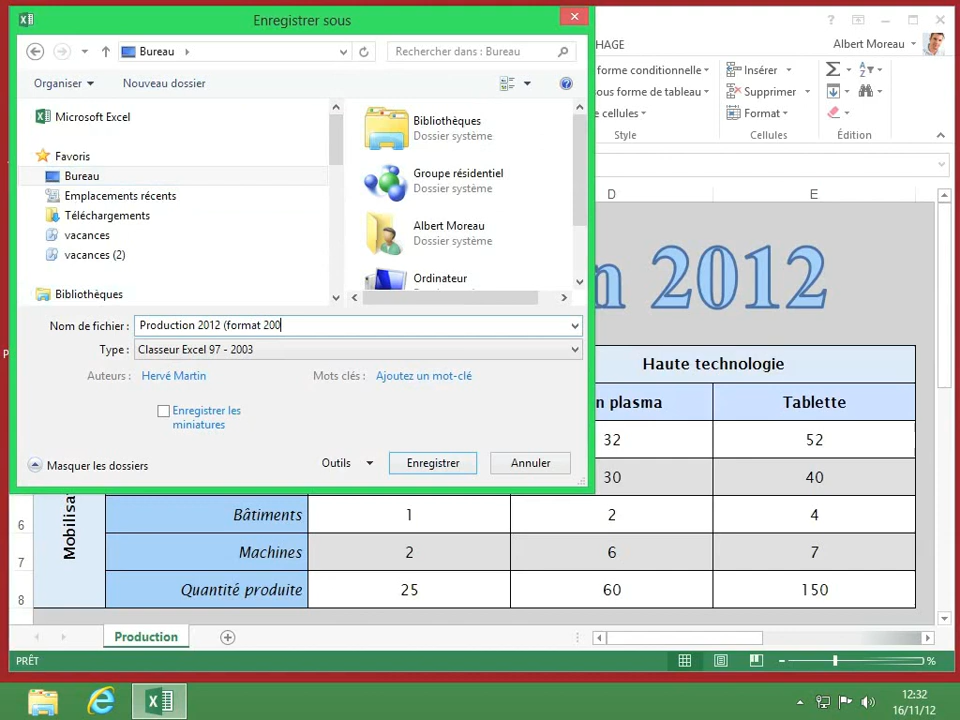 Enregistrer sous
Bureau
Rechercher dans : Bureau
Organiser
Nouveau dossier
Microsoft Excel
Favoris
Bureau
Emplacements récents
Téléchargements
vacances
vacances (2)
Bibliothèques
Bibliothèques
Dossier système
Groupe résidentiel
Dossier système
Albert Moreau
Dossier système
Ordinateur
Nom de fichier :
Production 2012 (format 200
Type :
Classeur Excel 97 - 2003
Auteurs :
Hervé Martin
Mots clés :
Ajoutez un mot-clé
Enregistrer les
miniatures
Masquer les dossiers
Outils
Enregistrer
Annuler
HAGE
Albert Moreau
forme conditionnelle
ous forme de tableau
e cellules
Style
Insérer
Supprimer
Format
Cellules
Édition
D
E
n 2012
Haute technologie
n plasma
Tablette
32
52
30
40
6
Bâtiments
1
2
4
7
Machines
2
6
7
8
Quantité produite
25
60
150
Mobilisa
Production
PRÊT
%
12:32
16/11/12